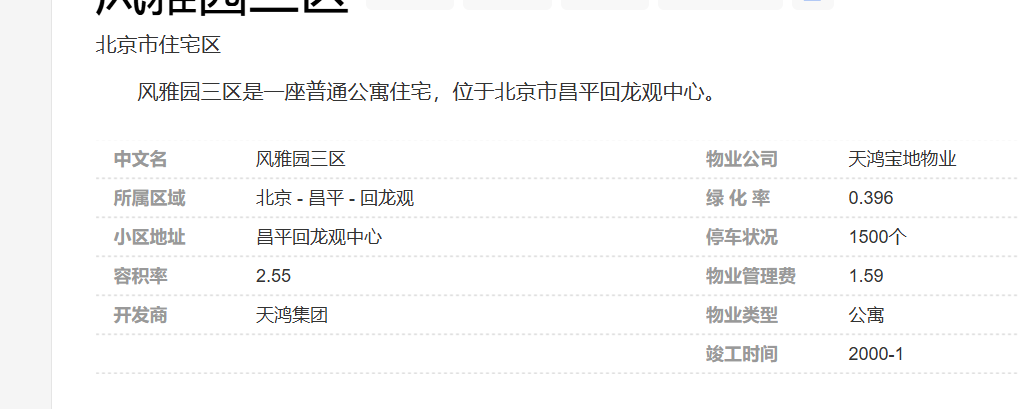 风雅园三区
北京市住宅区
风雅园三区是一座普通公寓住宅，位于北京市昌平回龙观中心。
中文名 风雅园三区 物业公司 天鸿宝地物业
所属区域 北京 - 昌平 - 回龙观 绿 化 率 0.396
小区地址 昌平回龙观中心 停车状况 1500个
容积率 2.55 物业管理费 1.59
开发商 天鸿集团 物业类型 公寓
竣工时间 2000-1